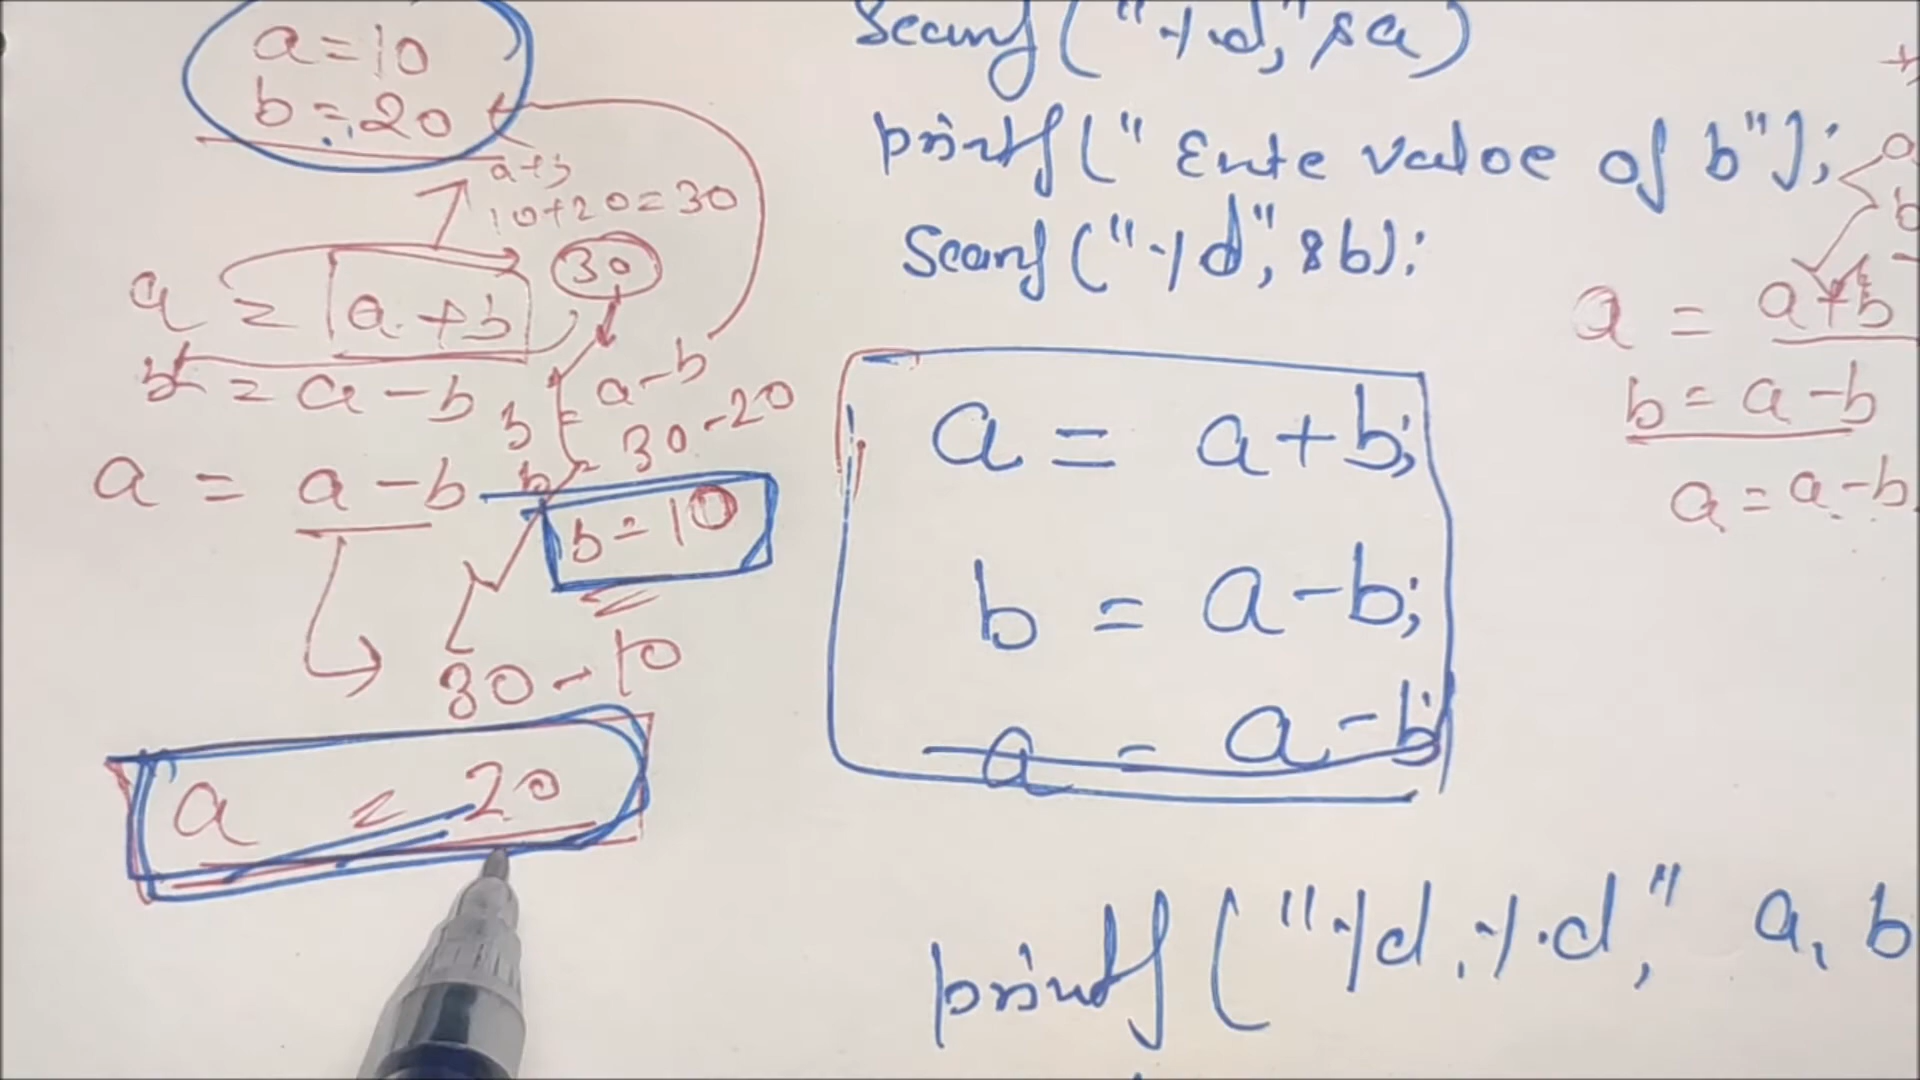 a=10
b=20
a+b
10+20=30
a = a+b
30
b = a-b
a-b
b = 30-20
a = a-b
b=10
30-10
a = 20
Scanf("%d," &a)
printf(" Ente value of b");
Scanf("%d", &b);
a = a+b;
b = a-b;
a = a-b
printf("%d,%d," a, b
a
b
a = a+b
b = a-b
a = a-b